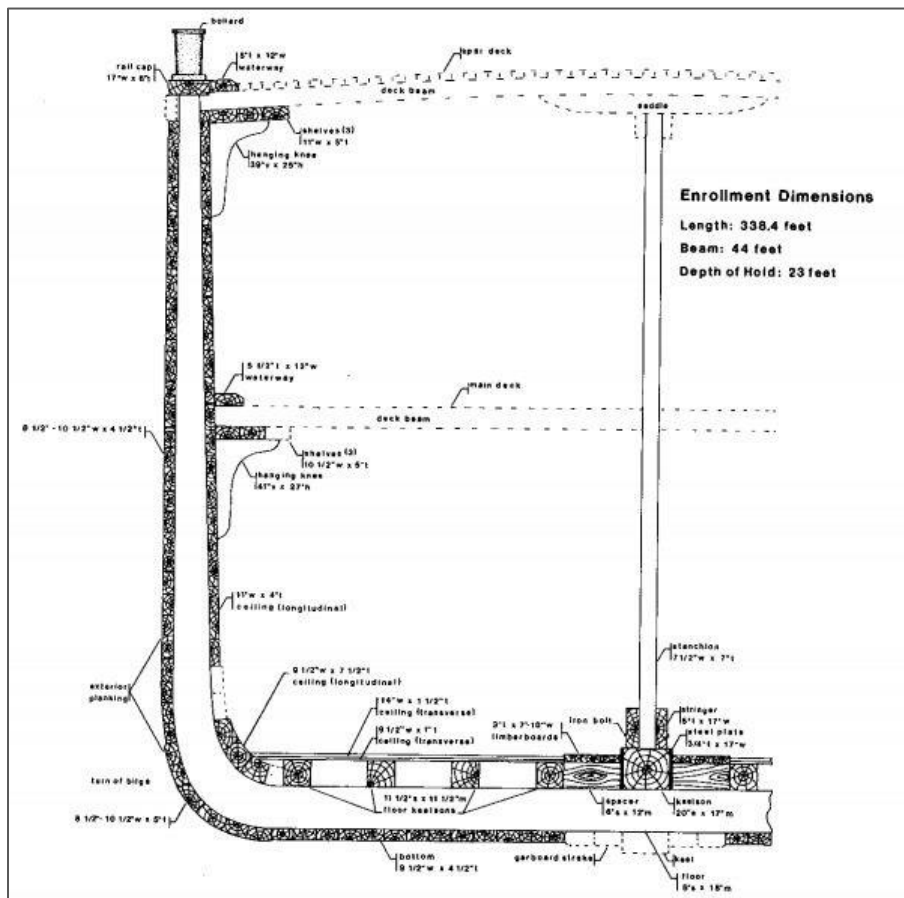 bollard
5"t x 12"w
waterway
rail cap
17"w x 6"t
spar deck
deck beam
saddle
shelves (3)
11"w x 5"t
hanging knee
39"v x 25"h
Enrollment Dimensions
Length: 338.4 feet
Beam: 44 feet
Depth of Hold: 23 feet
5 1/2"t x 13"w
waterway
main deck
deck beam
8 1/2"-10 1/2"w x 4 1/2"t
shelves (3)
10 1/2"w x 5"t
hanging knee
41"v x 27"h
11"w x 4"t
ceiling (longitudinal)
stanchion
7 1/2"w x 7"t
9 1/2"w x 7 1/2"t
ceiling (longitudinal)
exterior
planking
14"w x 1 1/2"t
ceiling (transverse)
9 1/2"w x 1"t
ceiling (transverse)
3"t x 7"-10"w
limberboards
iron bolt
stringer
5"t x 17"w
steel plate
3/4"t x 17"w
turn of bilge
11 1/2"s x 11 1/2"m
floor keelsons
spacer
6"s x 12"m
keelson
20"s x 17"m
8 1/2"-10 1/2"w x 5"t
bottom
9 1/2"w x 4 1/2"t
garboard strake
keel
floor